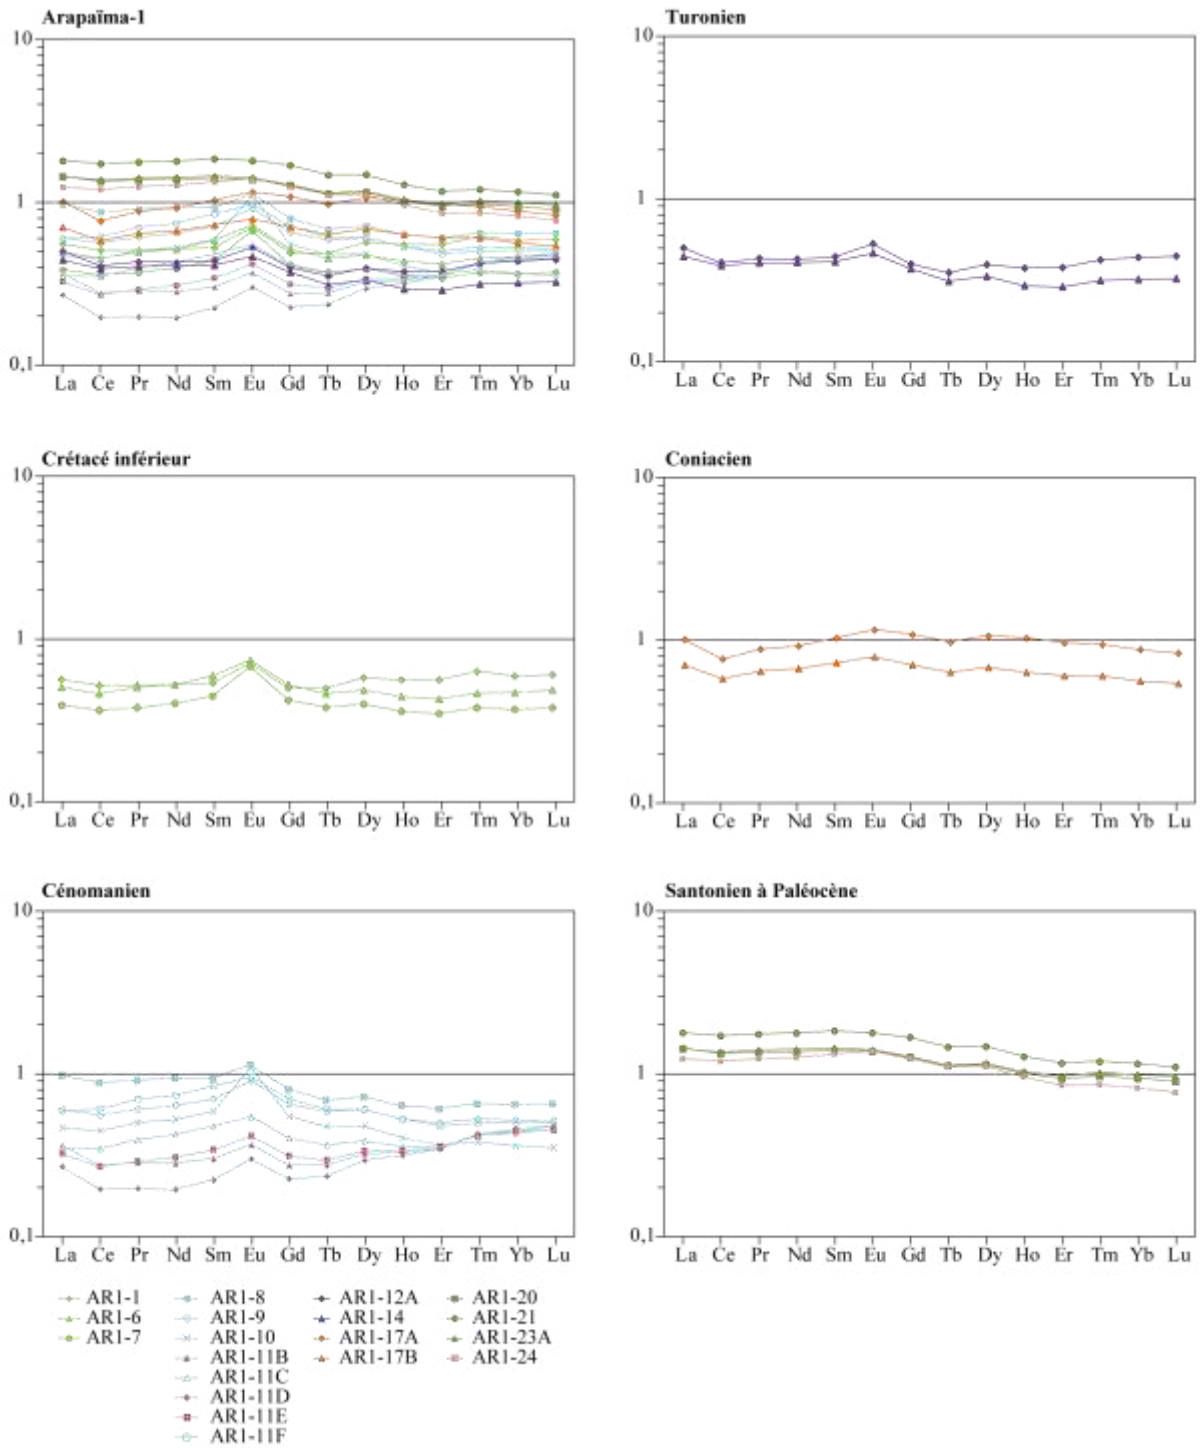 Arapaïma-1
10
1
0,1
La Ce Pr Nd Sm Eu Gd Tb Dy Ho Er Tm Yb Lu
Turonien
10
1
0,1
La Ce Pr Nd Sm Eu Gd Tb Dy Ho Er Tm Yb Lu
Crétacé inférieur
10
1
0,1
La Ce Pr Nd Sm Eu Gd Tb Dy Ho Er Tm Yb Lu
Coniacien
10
1
0,1
La Ce Pr Nd Sm Eu Gd Tb Dy Ho Er Tm Yb Lu
Cénomanien
10
1
0,1
La Ce Pr Nd Sm Eu Gd Tb Dy Ho Er Tm Yb Lu
Santonien à Paléocène
10
1
0,1
La Ce Pr Nd Sm Eu Gd Tb Dy Ho Er Tm Yb Lu
AR1-1 AR1-8 AR1-12A AR1-20
AR1-6 AR1-9 AR1-14 AR1-21
AR1-7 AR1-10 AR1-17A AR1-23A
AR1-11B AR1-17B AR1-24
AR1-11C
AR1-11D
AR1-11E
AR1-11F